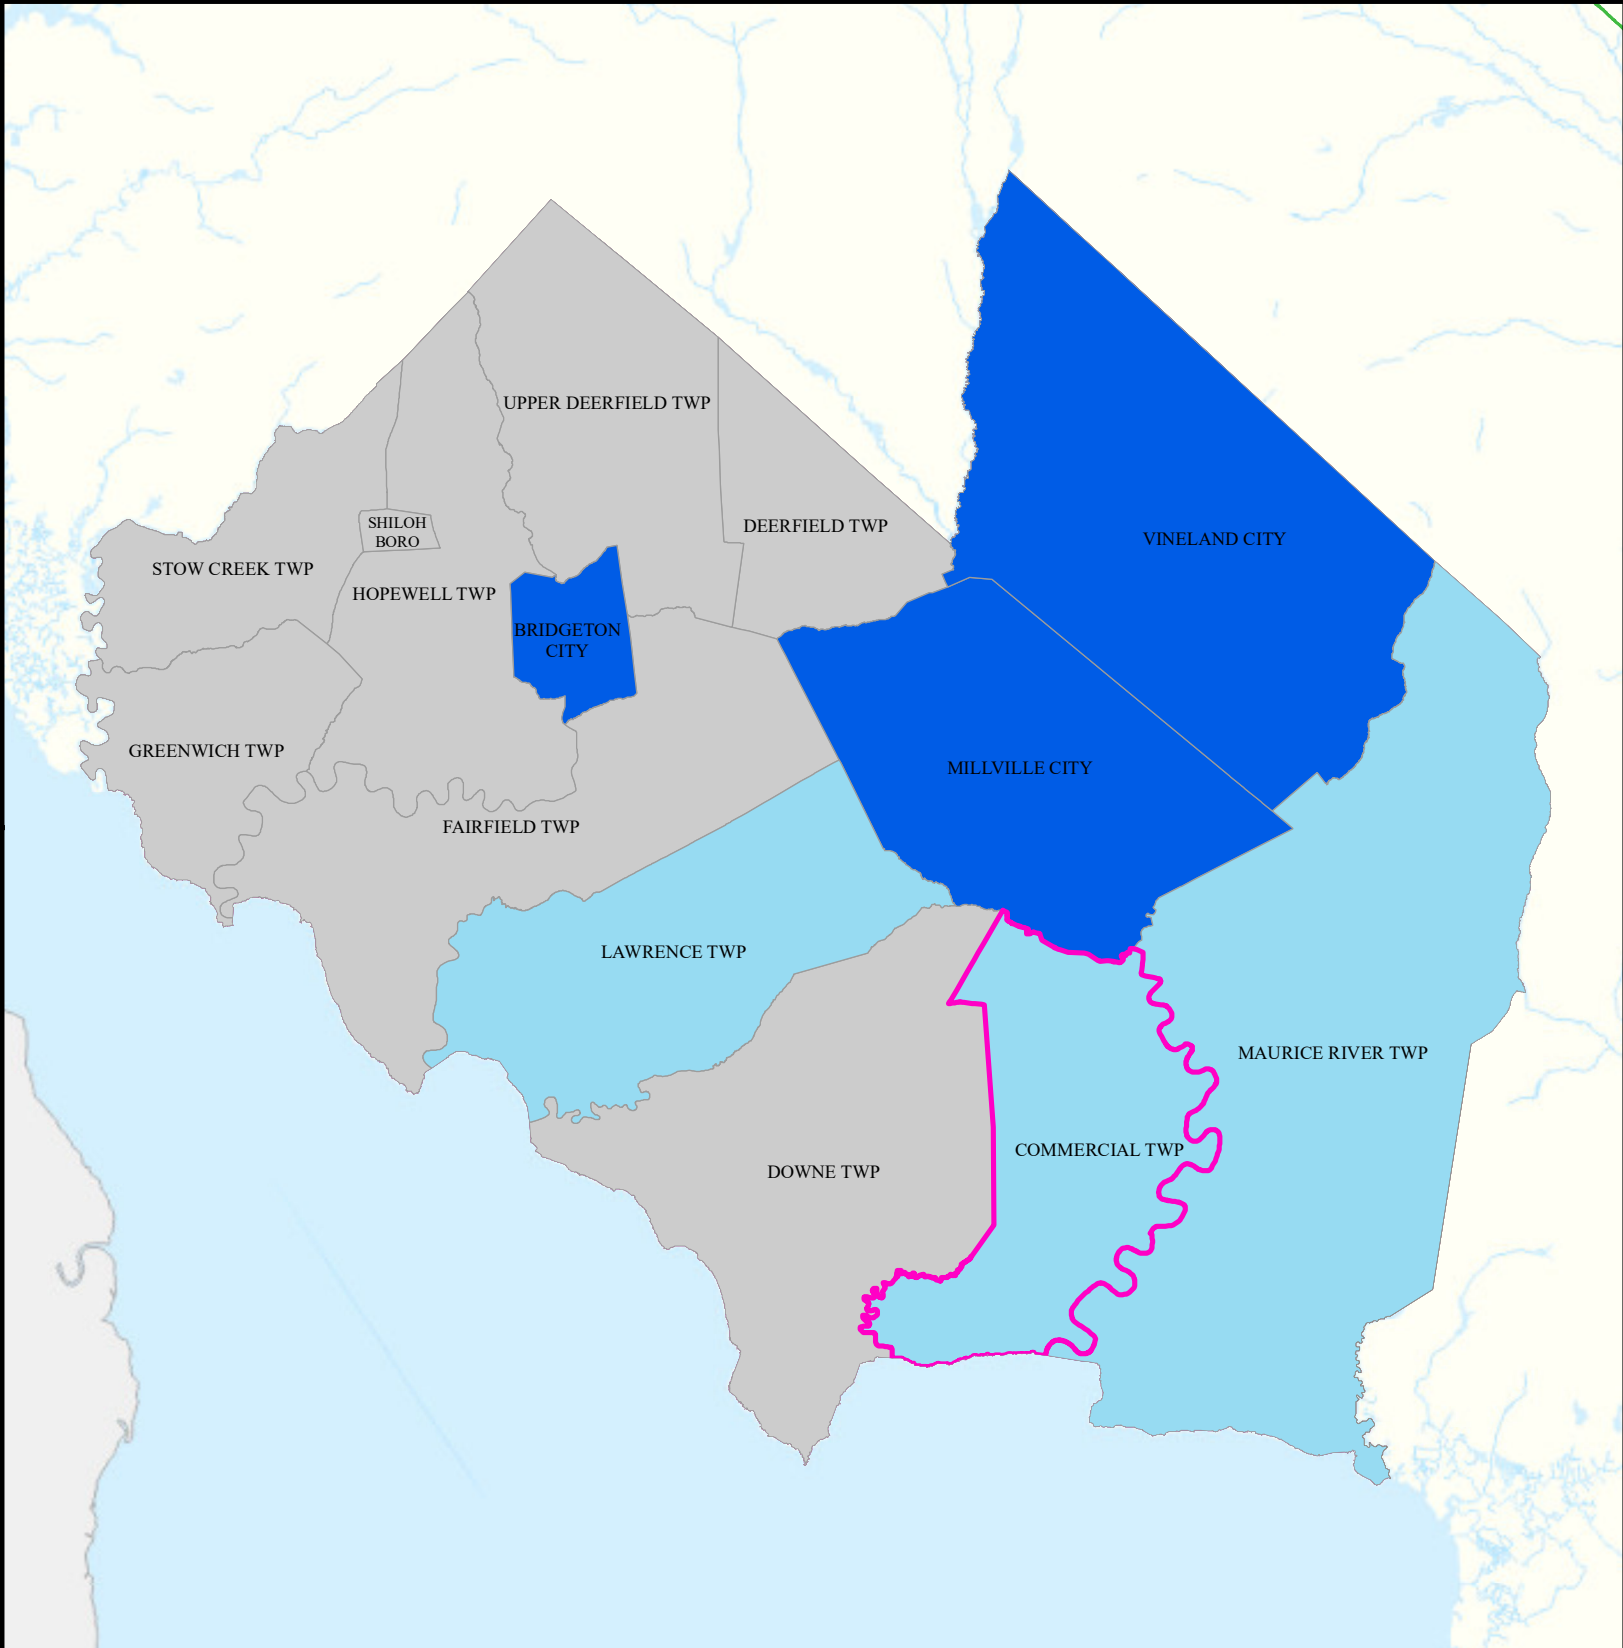 UPPER DEERFIELD TWP
SHILOH
BORO
DEERFIELD TWP
VINELAND CITY
STOW CREEK TWP
HOPEWELL TWP
BRIDGETON
CITY
GREENWICH TWP
MILLVILLE CITY
FAIRFIELD TWP
LAWRENCE TWP
MAURICE RIVER TWP
COMMERCIAL TWP
DOWNE TWP